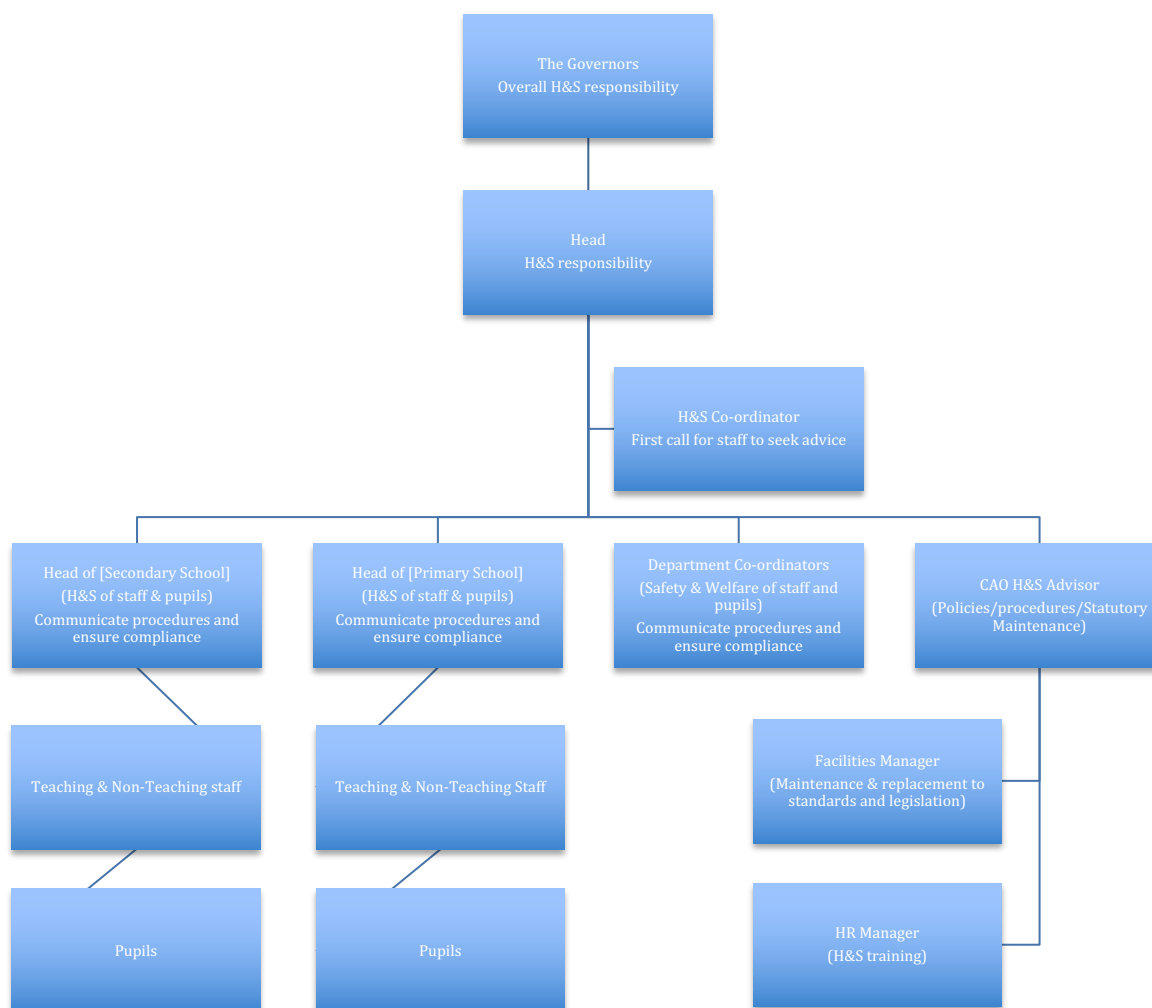 The Governors
Overall H&S responsibility
Head
H&S responsibility
H&S Co-ordinator
First call for staff to seek advice
Head of [Secondary School]
(H&S of staff & pupils)
Communicate procedures and
ensure compliance
Head of [Primary School]
(H&S of staff & pupils)
Communicate procedures and
ensure compliance
Department Co-ordinators
(Safety & Welfare of staff and
pupils)
Communicate procedures and
ensure compliance
CAO H&S Advisor
(Policies/procedures/Statutory
Maintenance)
Teaching & Non-Teaching staff
Teaching & Non-Teaching Staff
Facilities Manager
(Maintenance & replacement to
standards and legislation)
Pupils
Pupils
HR Manager
(H&S training)